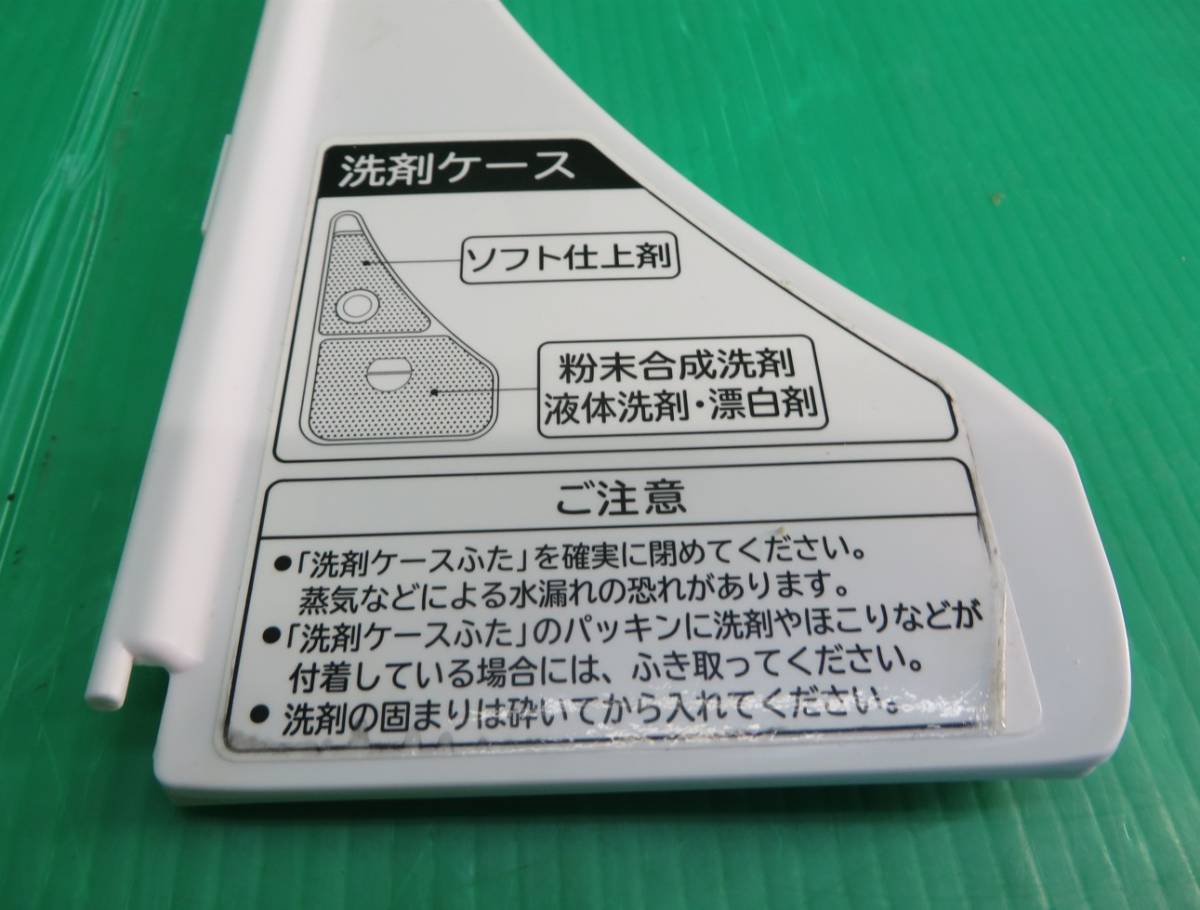 洗剤ケース
ソフト仕上剤
粉末合成洗剤
液体洗剤・漂白剤
ご注意
●「洗剤ケースふた」を確実に閉めてください。
蒸気などによる水漏れの恐れがあります。
●「洗剤ケースふた」のパッキンに洗剤やほこりなどが
付着している場合には、ふき取ってください。
●洗剤の固まりは砕いてから入れてください。